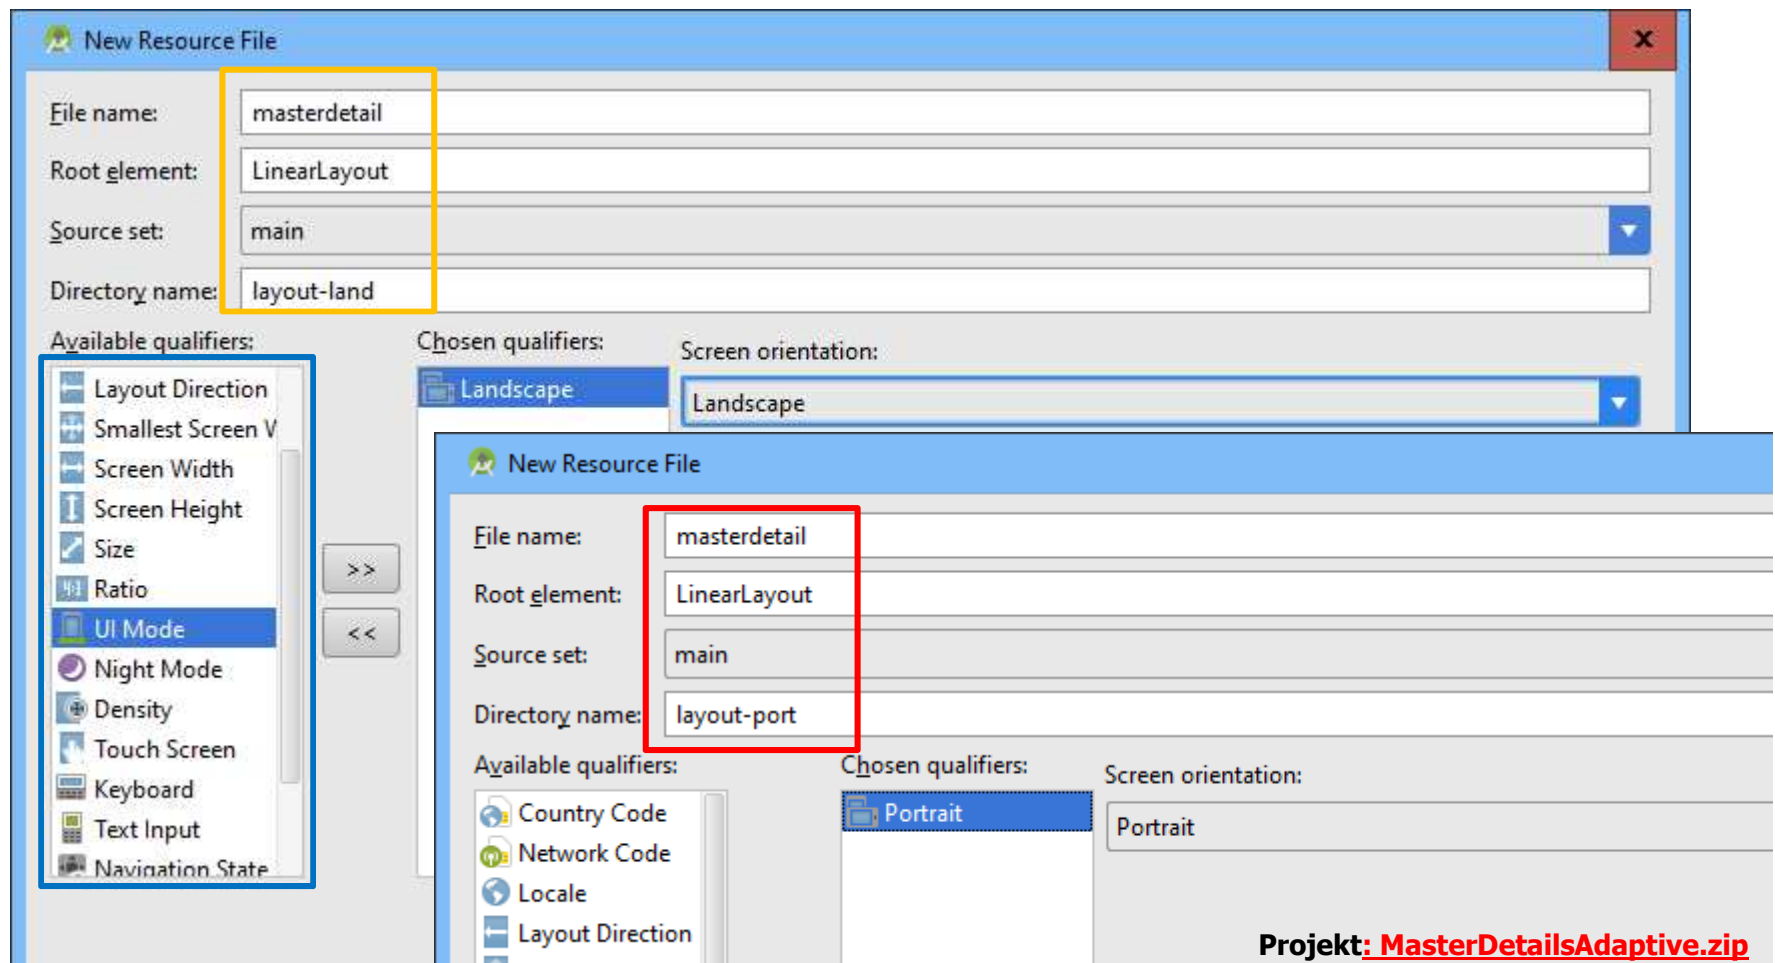 New Resource File
x
File name: masterdetail
Root element: LinearLayout
Source set: main
Directory name: layout-land
Available qualifiers:
Chosen qualifiers:
Screen orientation:
Layout Direction
Smallest Screen W
Screen Width
Screen Height
Size
Ratio
UI Mode
Night Mode
Density
Touch Screen
Keyboard
Text Input
Navigation State
>>
<<
Landscape
Landscape
New Resource File
File name: masterdetail
Root element: LinearLayout
Source set: main
Directory name: layout-port
Available qualifiers:
Chosen qualifiers:
Screen orientation:
Country Code
Network Code
Locale
Layout Direction
Portrait
Portrait
Projekt: MasterDetailsAdaptive.zip